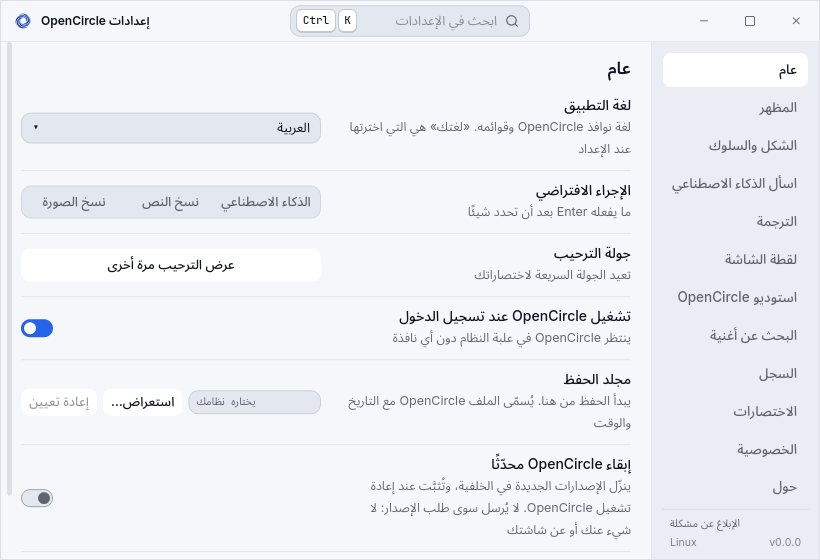 إعدادات OpenCircle
ابحث في الإعدادات
Ctrl K
عام
المظهر
الشكل والسلوك
اسأل الذكاء الاصطناعي
الترجمة
لقطة الشاشة
استوديو OpenCircle
البحث عن أغنية
السجل
الاختصارات
الخصوصية
حول
الإبلاغ عن مشكلة
v0.0.0 Linux
عام
لغة التطبيق
لغة نوافذ OpenCircle وقوائمه. «لغتك» هي التي اخترتها
عند الإعداد
العربية
الإجراء الافتراضي
ما يفعله Enter بعد أن تحدد شيئًا
الذكاء الاصطناعي نسخ النص نسخ الصورة
جولة الترحيب
تعيد الجولة السريعة لاختصاراتك
عرض الترحيب مرة أخرى
تشغيل OpenCircle عند تسجيل الدخول
ينتظر OpenCircle في علبة النظام دون أي نافذة
مجلد الحفظ
يبدأ الحفظ من هنا. يُسمّى الملف OpenCircle مع التاريخ
والوقت
يختاره نظامك استعراض... إعادة تعيين
إبقاء OpenCircle محدّثًا
ينزّل الإصدارات الجديدة في الخلفية، وتُثبَّت عند إعادة
تشغيل OpenCircle. لا يُرسل سوى طلب الإصدار: لا
شيء عنك أو عن شاشتك